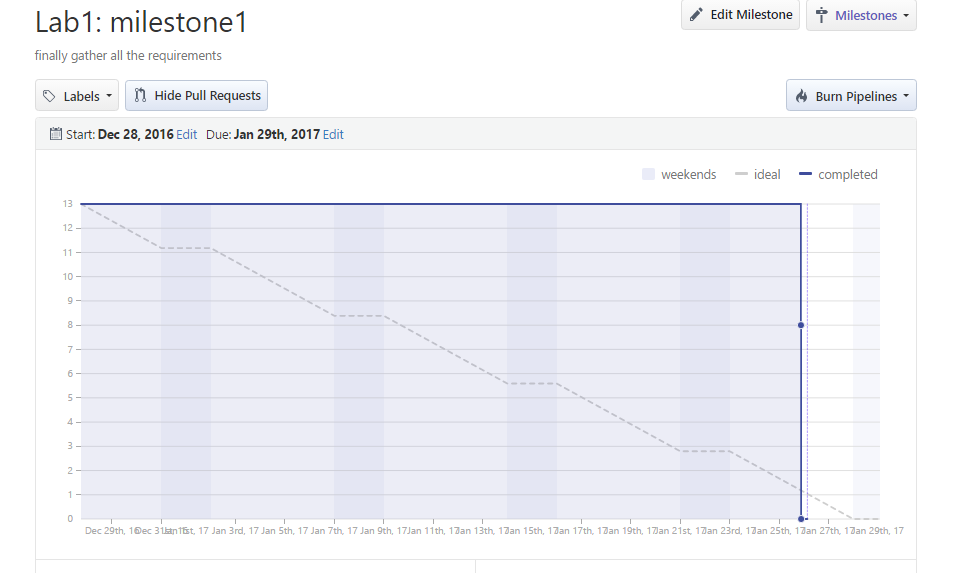 Lab1: milestone1
Edit Milestone
Milestones
finally gather all the requirements
Labels
Hide Pull Requests
Burn Pipelines
Start: Dec 28, 2016 Edit Due: Jan 29th, 2017 Edit
weekends ideal completed
13
12
11
10
9
8
7
6
5
4
3
2
1
0
Dec 29th, 16 Dec 31st, 16 Jan 1st, 17 Jan 3rd, 17 Jan 5th, 17 Jan 7th, 17 Jan 9th, 17 Jan 11th, 17 Jan 13th, 17 Jan 15th, 17 Jan 17th, 17 Jan 19th, 17 Jan 21st, 17 Jan 23rd, 17 Jan 25th, 17 Jan 27th, 17 Jan 29th, 17